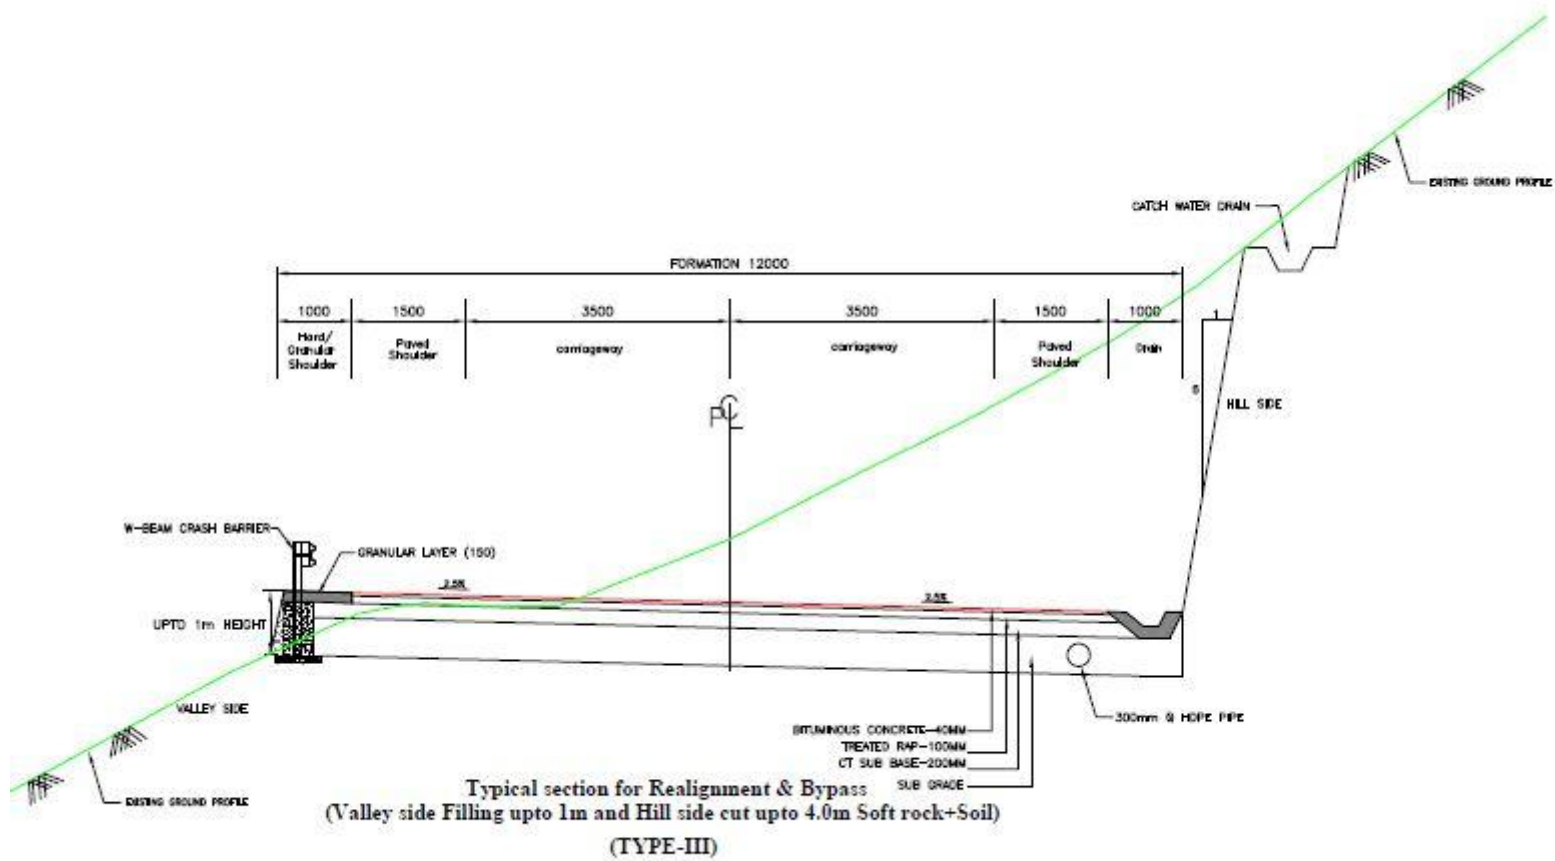 EXISTING GROUND PROFILE
CATCH WATER DRAIN
FORMATION 12000
1000 1500 3500 3500 1500 1000
Hard/
Granular
Shoulder
Paved
Shoulder
carriageway
carriageway
Paved
Shoulder
Drain
1
HILL SIDE
W-BEAM CRASH BARRIER
GRANULAR LAYER (150)
2.5%
2.5%
UPTO 1m HEIGHT
VALLEY SIDE
300mm Ø HDPE PIPE
BITUMINOUS CONCRETE-40MM
TREATED RAP-100MM
CT SUB BASE-200MM
SUB GRADE
EXISTING GROUND PROFILE
Typical section for Realignment & Bypass
(Valley side Filling upto 1m and Hill side cut upto 4.0m Soft rock+Soil)
(TYPE-III)